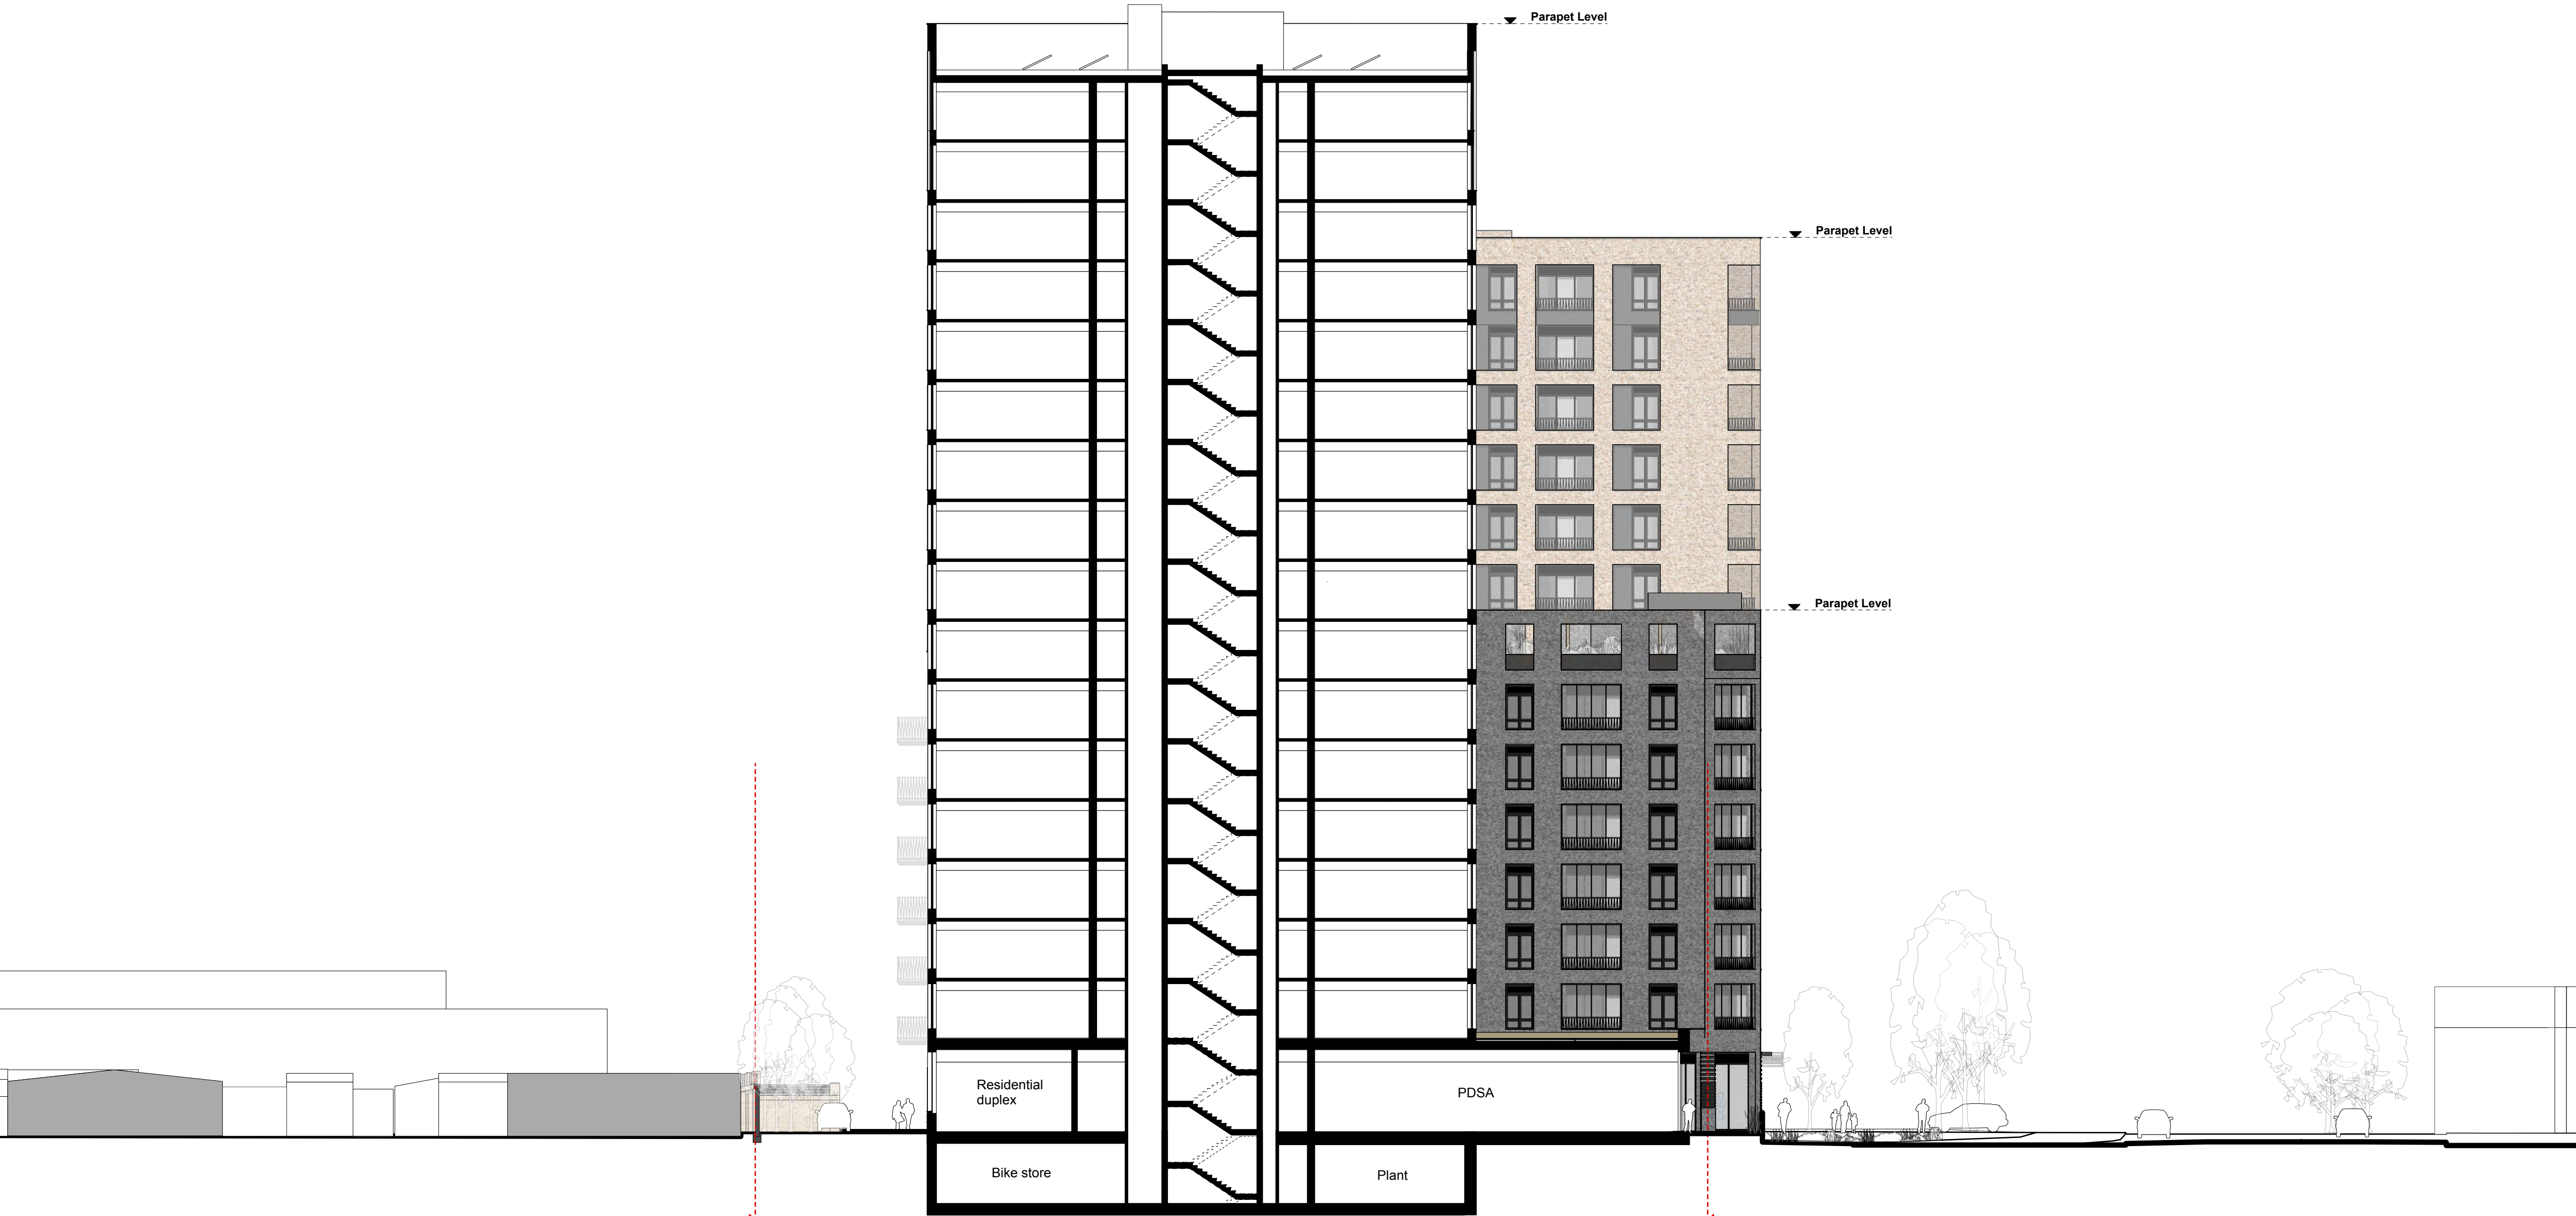 Parapet Level
Parapet Level
Parapet Level
Residential
duplex
PDSA
Bike store
Plant